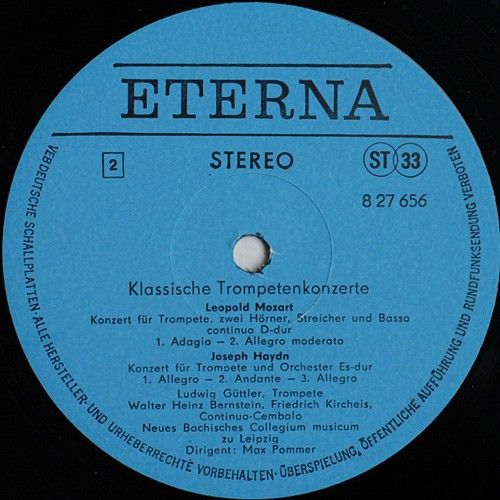 ETERNA
2
STEREO
ST 33
8 27 656
Klassische Trompetenkonzerte
Leopold Mozart
Konzert für Trompete, zwei Hörner, Streicher und Basso
continuo D-dur
1. Adagio – 2. Allegro moderato
Joseph Haydn
Konzert für Trompete und Orchester Es-dur
1. Allegro – 2. Andante – 3. Allegro
Ludwig Güttler, Trompete
Walter Heinz Bernstein, Friedrich Kircheis,
Continuo-Cembalo
Neues Bachisches Collegium musicum
zu Leipzig
Dirigent: Max Pommer
VEB DEUTSCHE SCHALLPLATTEN · ALLE HERSTELLER- UND URHEBERRECHTE VORBEHALTEN · ÜBERSPIELUNG, ÖFFENTLICHE AUFFÜHRUNG UND RUNDFUNKSENDUNG VERBOTEN